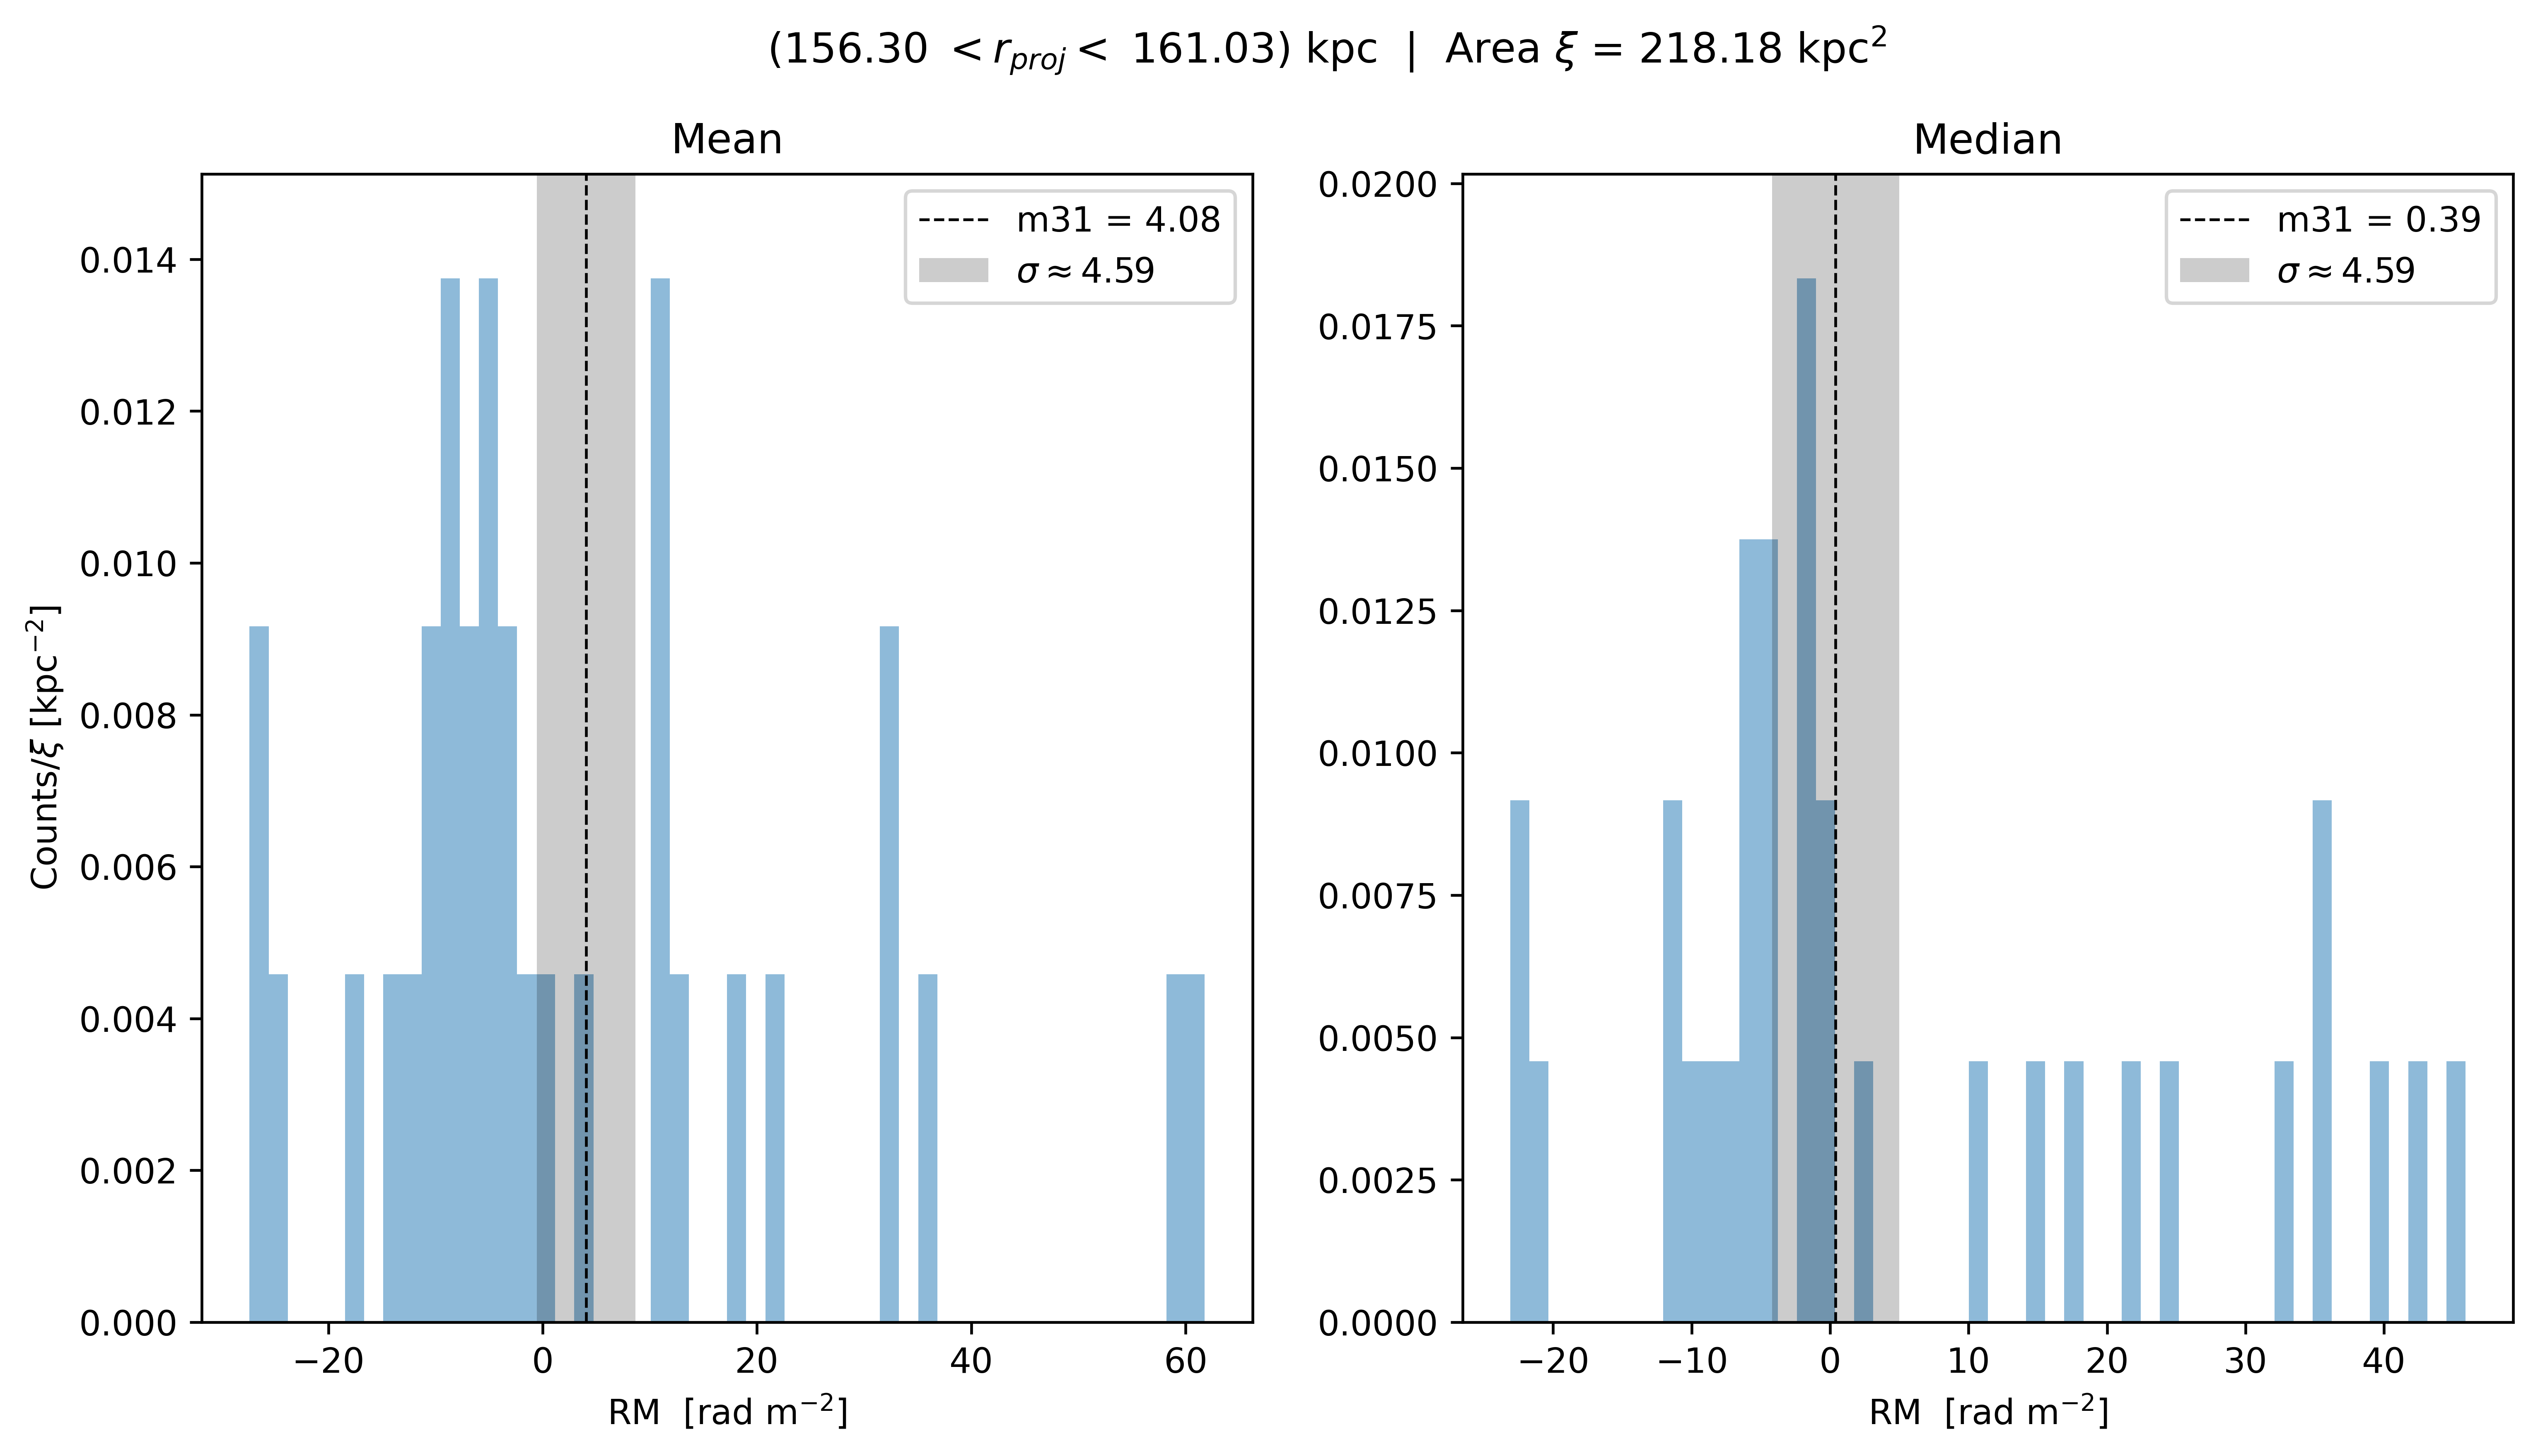 (156.30 < r_proj < 161.03) kpc | Area ξ = 218.18 kpc²
Mean
m31 = 4.08
σ ≈ 4.59
Counts/ξ [kpc⁻²]
0.014
0.012
0.010
0.008
0.006
0.004
0.002
0.000
−20 0 20 40 60
RM [rad m⁻²]
Median
m31 = 0.39
σ ≈ 4.59
0.0200
0.0175
0.0150
0.0125
0.0100
0.0075
0.0050
0.0025
0.0000
−20 −10 0 10 20 30 40
RM [rad m⁻²]